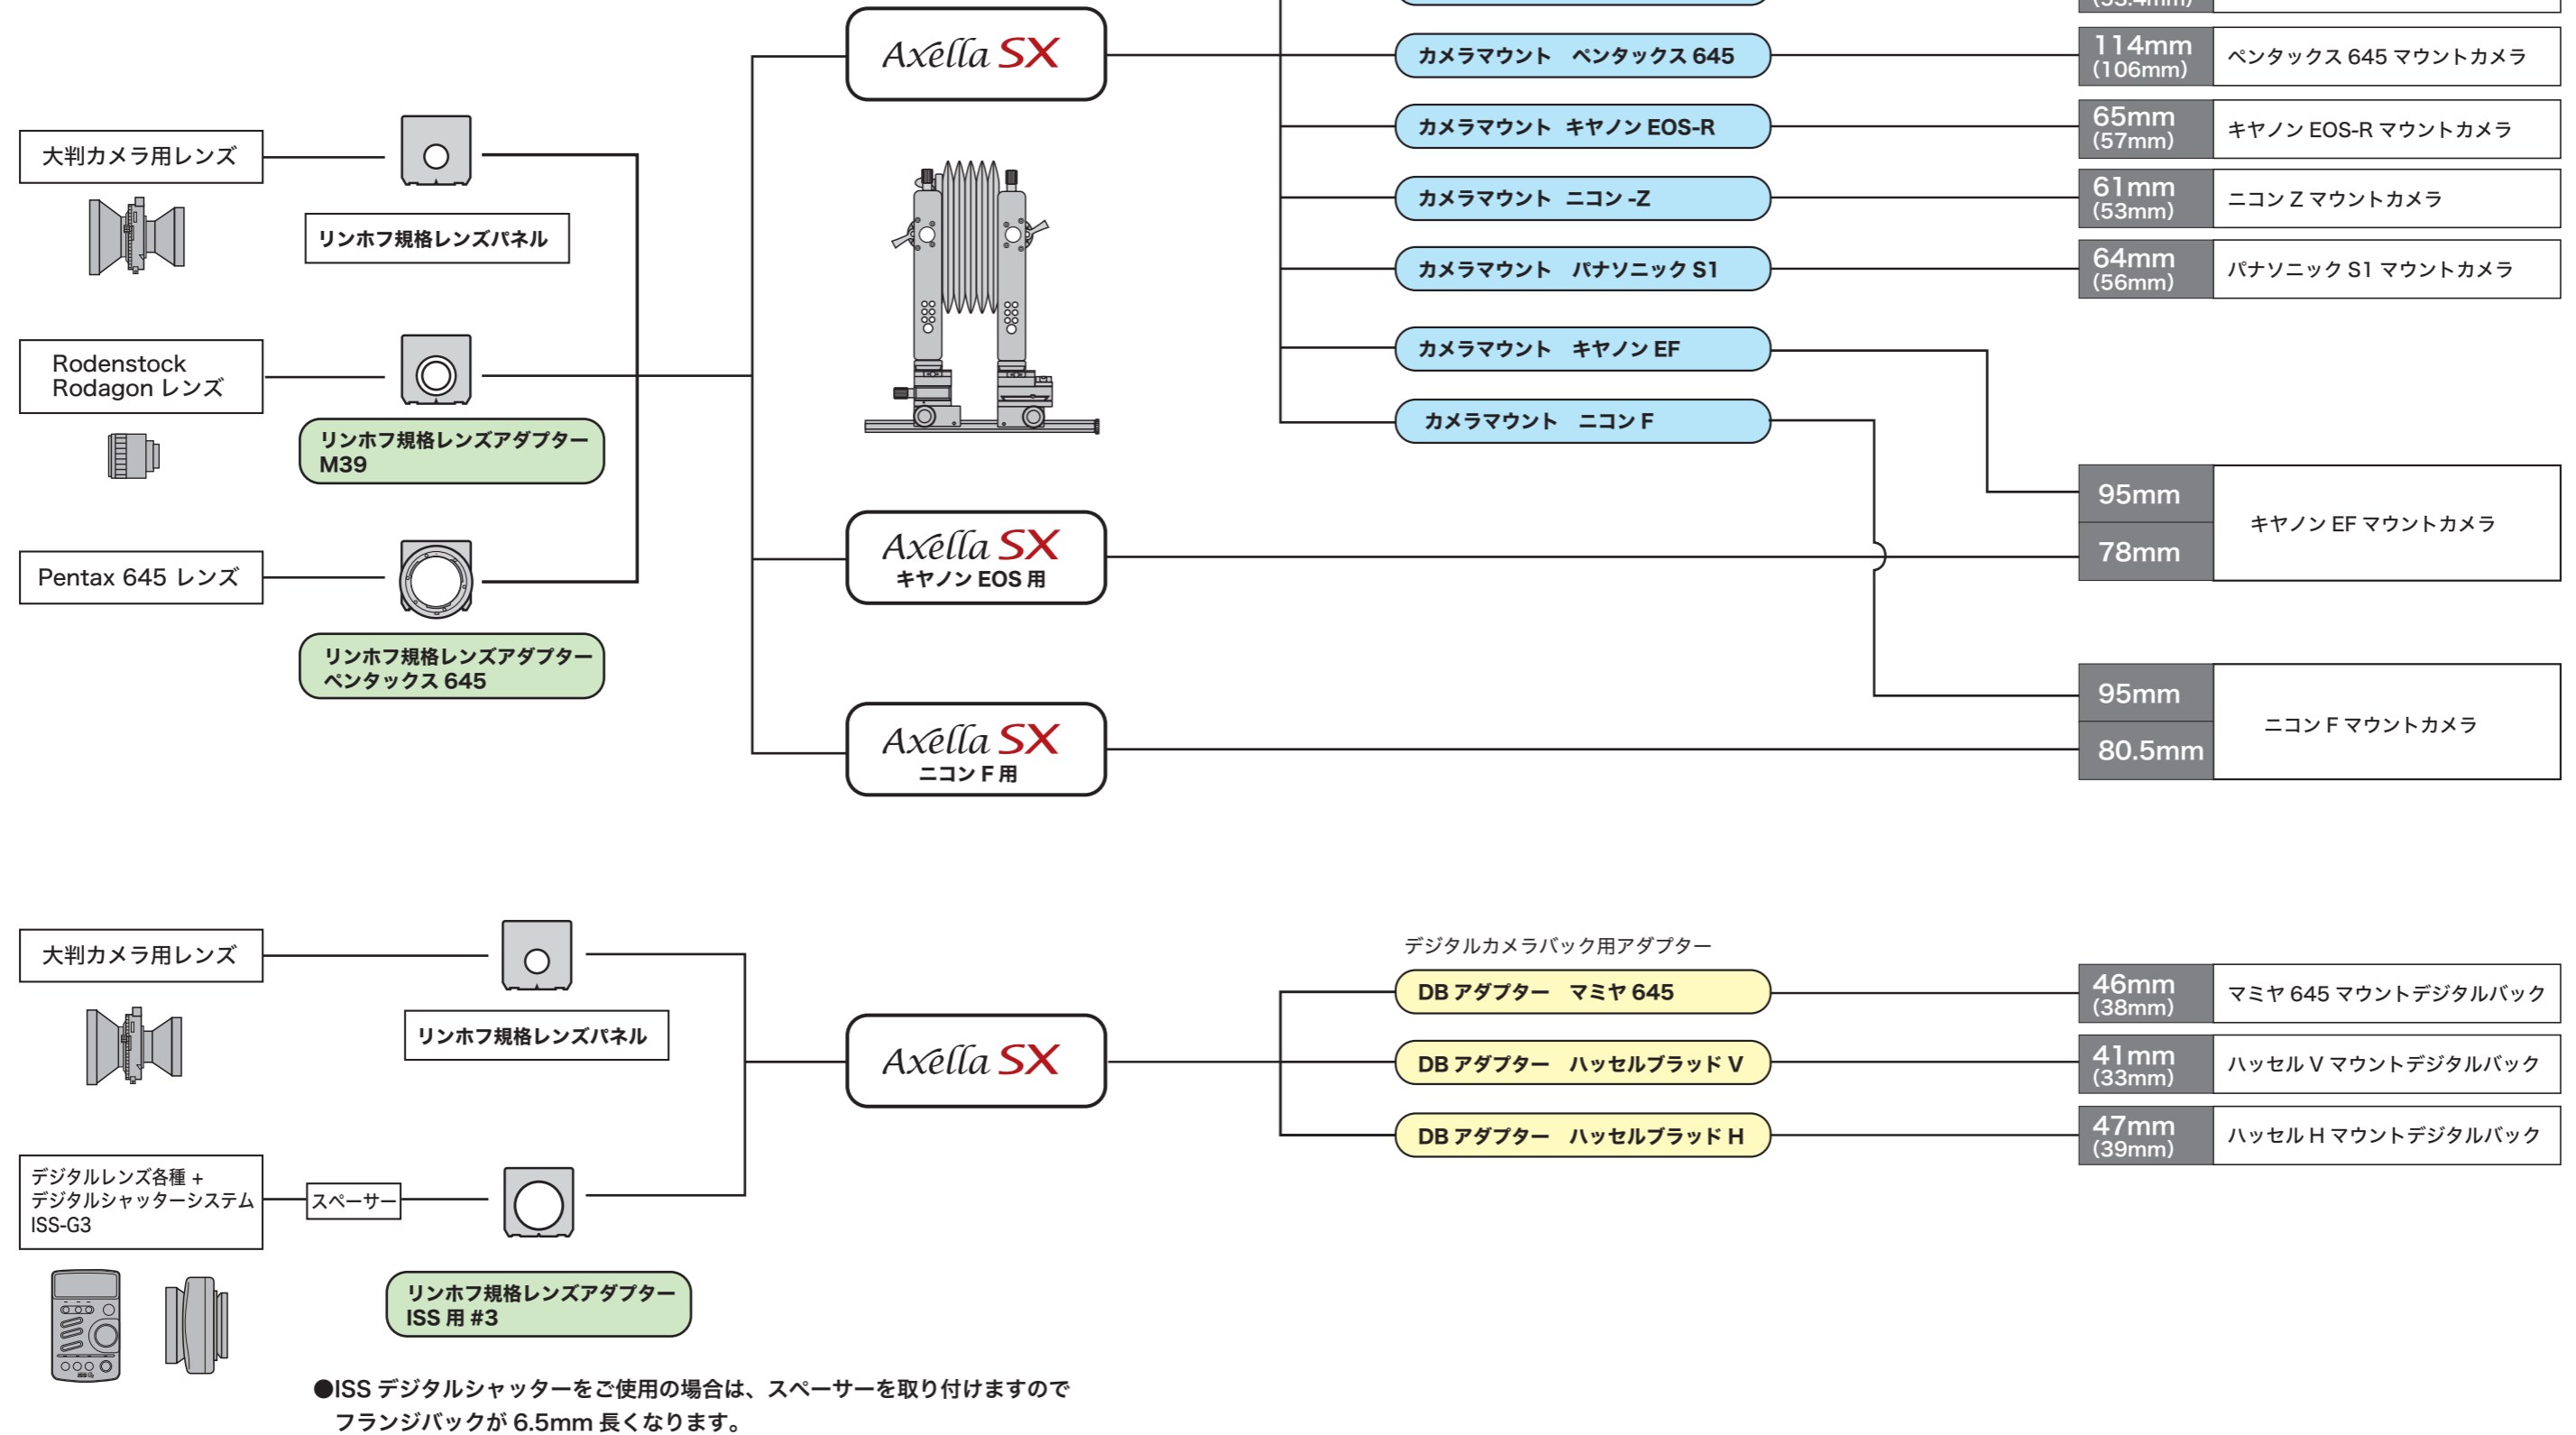 (53.4mm)
Axella SX
カメラマウント ペンタックス 645
114mm
(106mm)
ペンタックス 645 マウントカメラ
カメラマウント キヤノン EOS-R
65mm
(57mm)
キヤノン EOS-R マウントカメラ
大判カメラ用レンズ
カメラマウント ニコン -Z
61mm
(53mm)
ニコン Z マウントカメラ
リンホフ規格レンズパネル
カメラマウント パナソニック S1
64mm
(56mm)
パナソニック S1 マウントカメラ
カメラマウント キヤノン EF
Rodenstock
Rodagon レンズ
カメラマウント ニコン F
リンホフ規格レンズアダプター
M39
95mm
78mm
キヤノン EF マウントカメラ
Axella SX
キヤノン EOS 用
Pentax 645 レンズ
リンホフ規格レンズアダプター
ペンタックス 645
95mm
80.5mm
ニコン F マウントカメラ
Axella SX
ニコン F 用
大判カメラ用レンズ
リンホフ規格レンズパネル
Axella SX
デジタルカメラバック用アダプター
DB アダプター マミヤ 645
46mm
(38mm)
マミヤ 645 マウントデジタルバック
DB アダプター ハッセルブラッド V
41mm
(33mm)
ハッセル V マウントデジタルバック
DB アダプター ハッセルブラッド H
47mm
(39mm)
ハッセル H マウントデジタルバック
デジタルレンズ各種 +
デジタルシャッターシステム
ISS-G3
スペーサー
リンホフ規格レンズアダプター
ISS 用 #3
●ISS デジタルシャッターをご使用の場合は、スペーサーを取り付けますので
フランジバックが 6.5mm 長くなります。